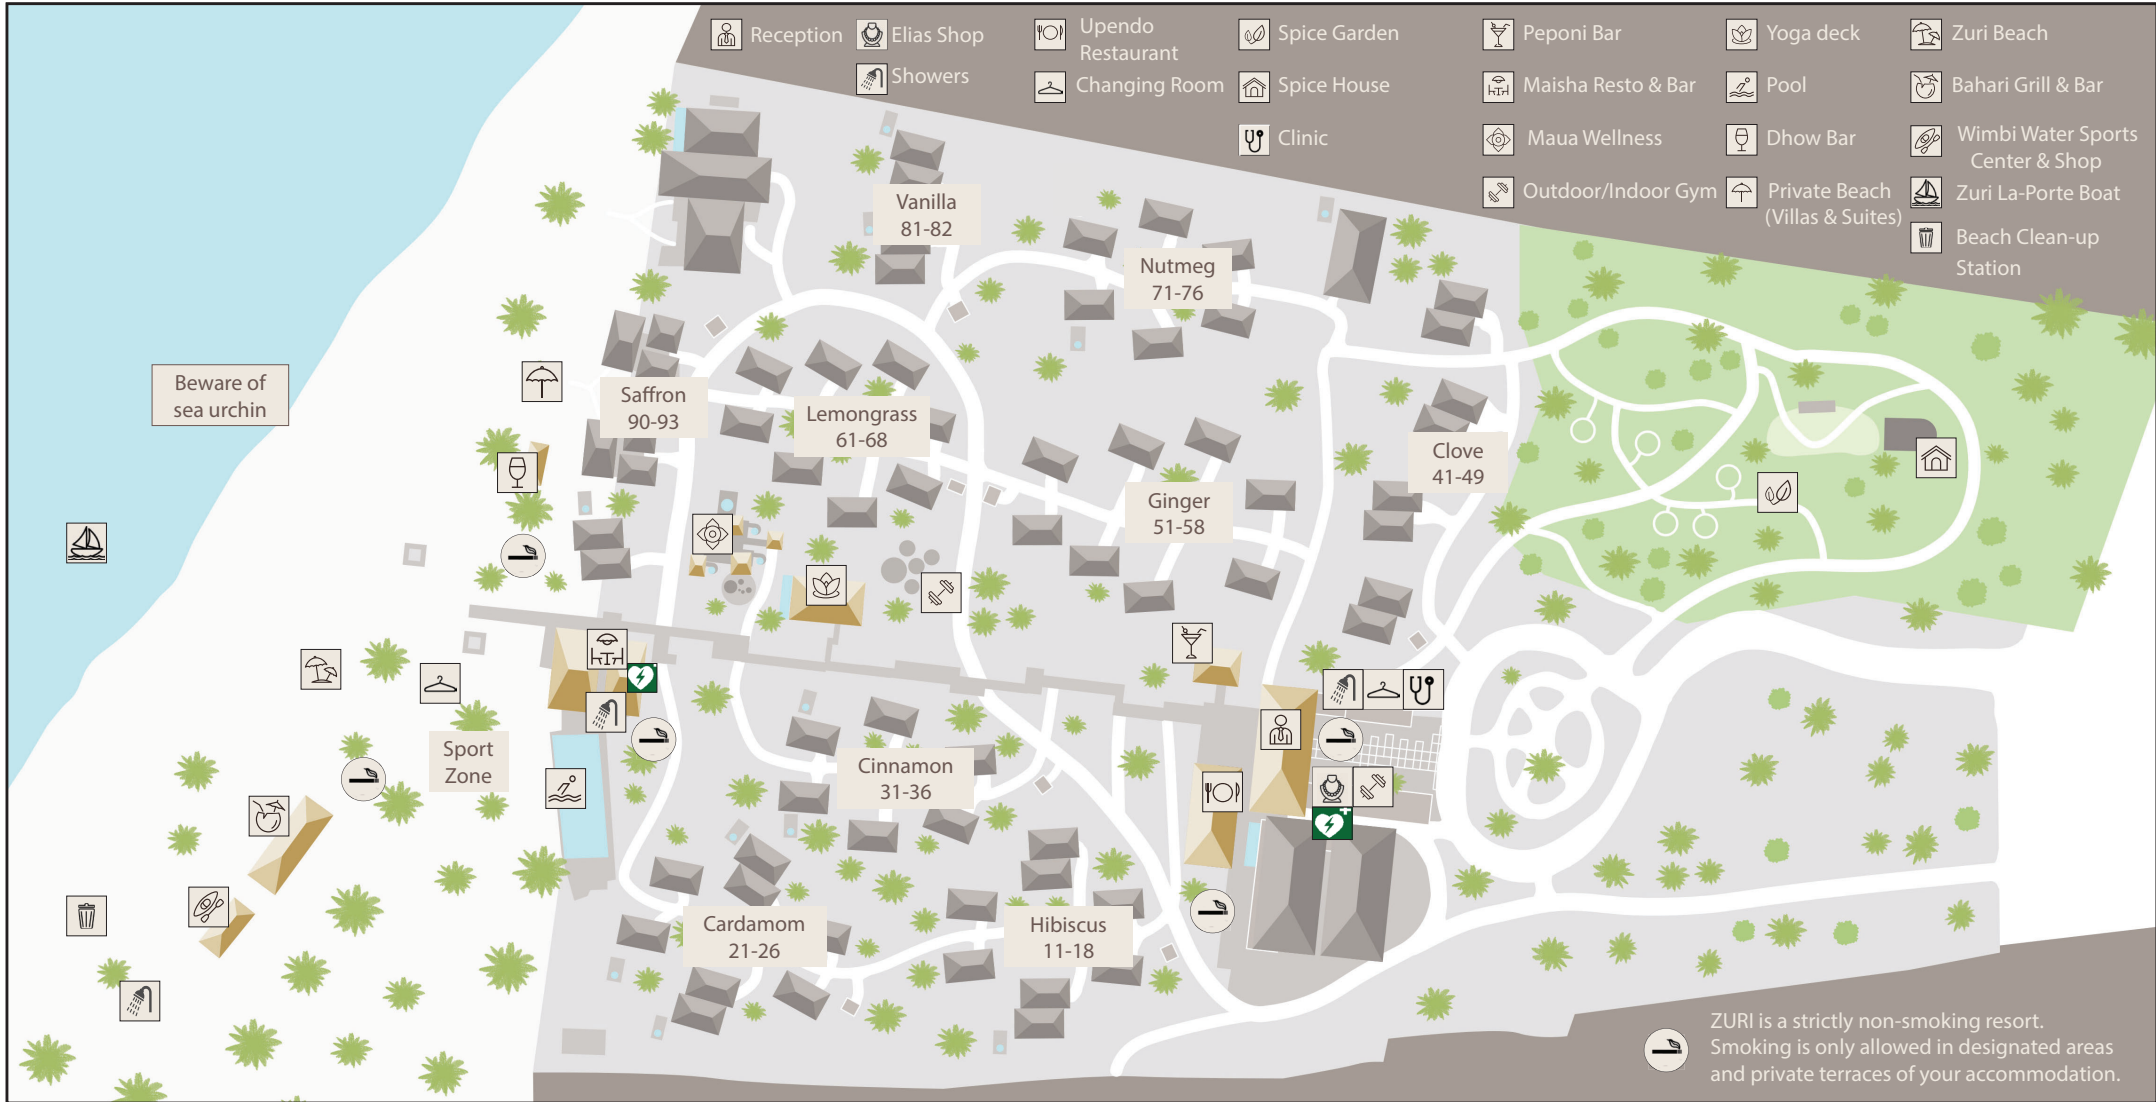 Reception
Elias Shop
Showers
Upendo
Restaurant
Changing Room
Spice Garden
Spice House
Clinic
Peponi Bar
Maisha Resto & Bar
Maua Wellness
Outdoor/Indoor Gym
Yoga deck
Pool
Dhow Bar
Private Beach
(Villas & Suites)
Zuri Beach
Bahari Grill & Bar
Wimbi Water Sports
Center & Shop
Zuri La-Porte Boat
Beach Clean-up
Station
Vanilla
81-82
Nutmeg
71-76
Beware of
sea urchin
Saffron
90-93
Lemongrass
61-68
Clove
41-49
Ginger
51-58
Sport
Zone
Cinnamon
31-36
Cardamom
21-26
Hibiscus
11-18
ZURI is a strictly non-smoking resort.
Smoking is only allowed in designated areas
and private terraces of your accommodation.